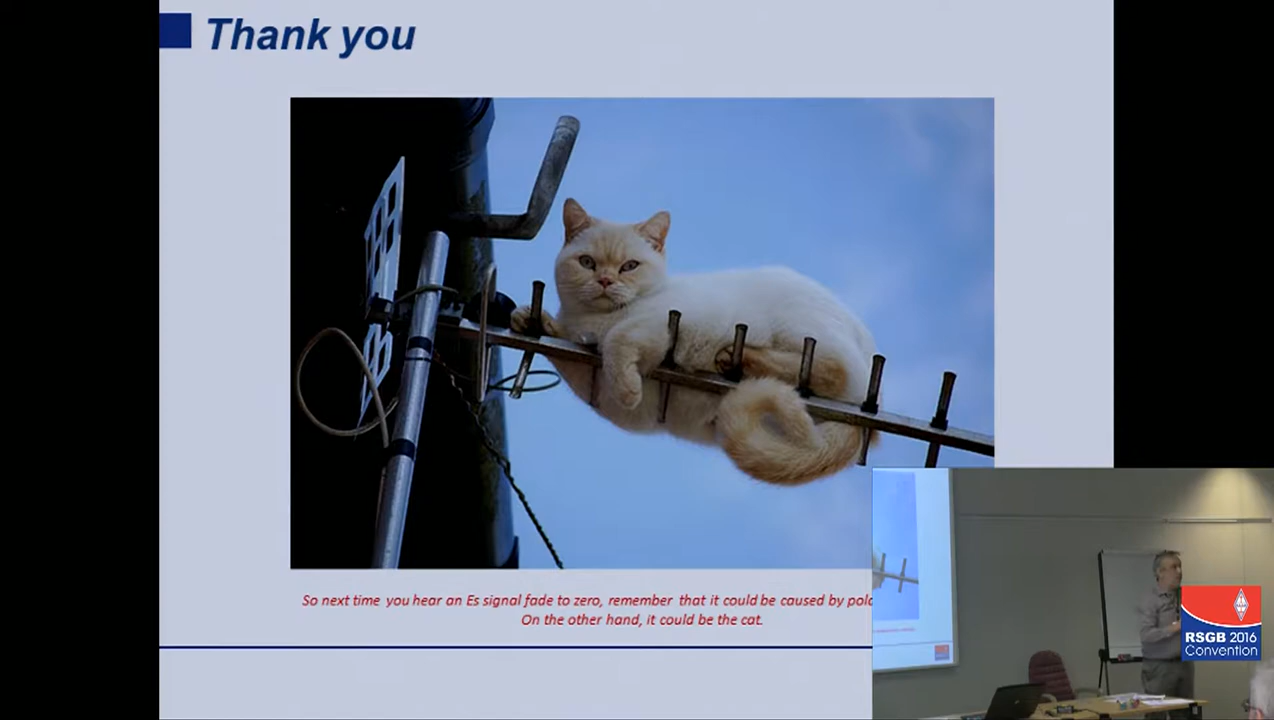 Thank you
So next time you hear an Es signal fade to zero, remember that it could be caused by
On the other hand, it could be the cat.
RSGB 2016
Convention